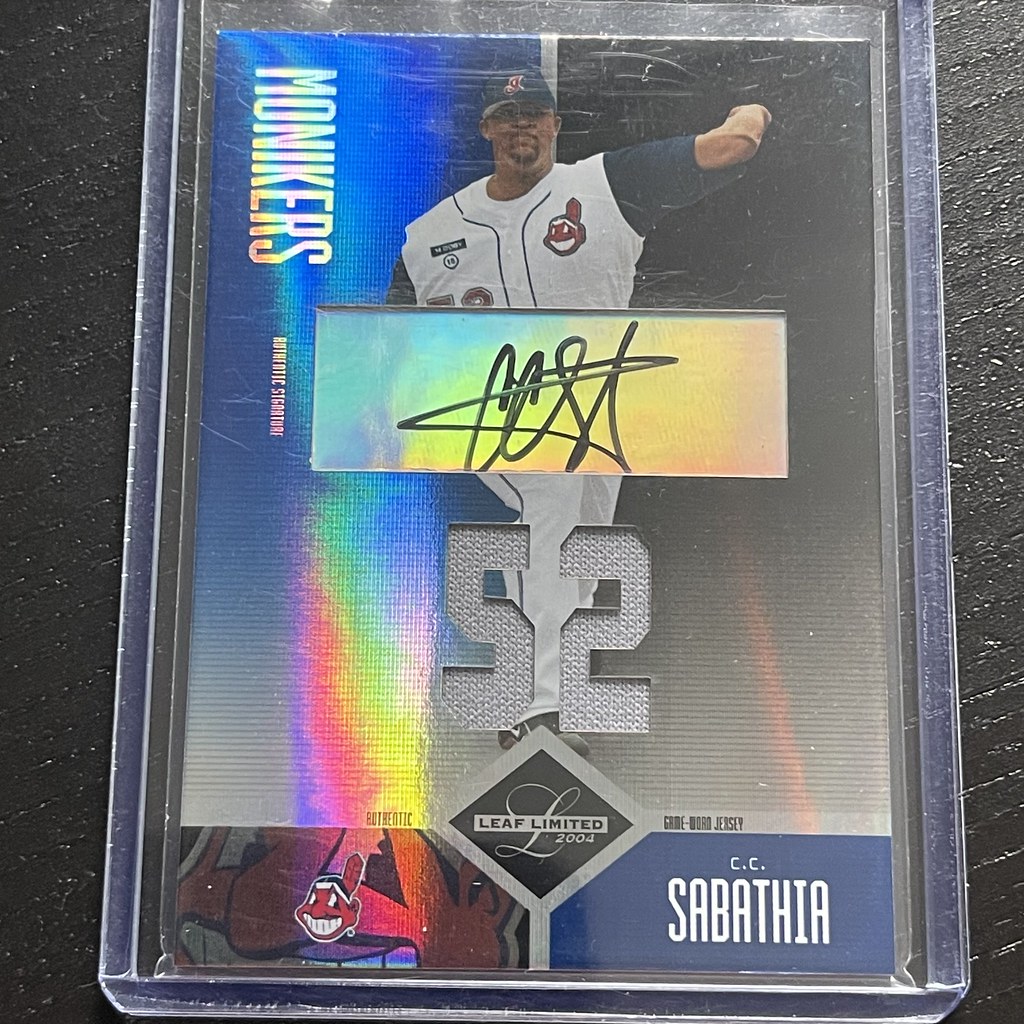 MONIKERS
AUTHENTIC SIGNATURE
52
AUTHENTIC
GAME-WORN JERSEY
L
LEAF LIMITED
2004
C.C.
SABATHIA